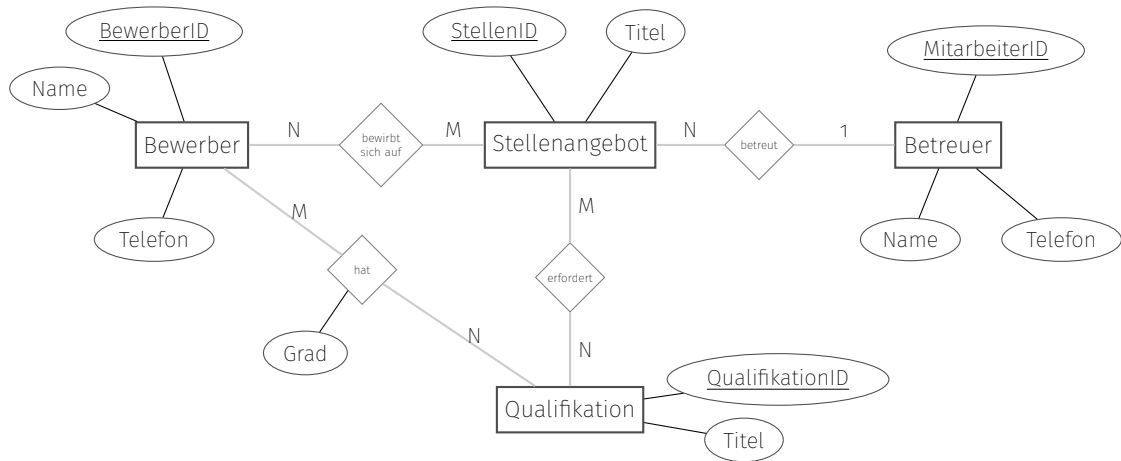 BewerberID
StellenID
Titel
MitarbeiterID
Name
Bewerber
N
bewirbt
sich auf
M
Stellenangebot
N
betreut
1
Betreuer
Telefon
M
M
Name
Telefon
hat
erfordert
Grad
N
N
Qualifikation
QualifikationID
Titel